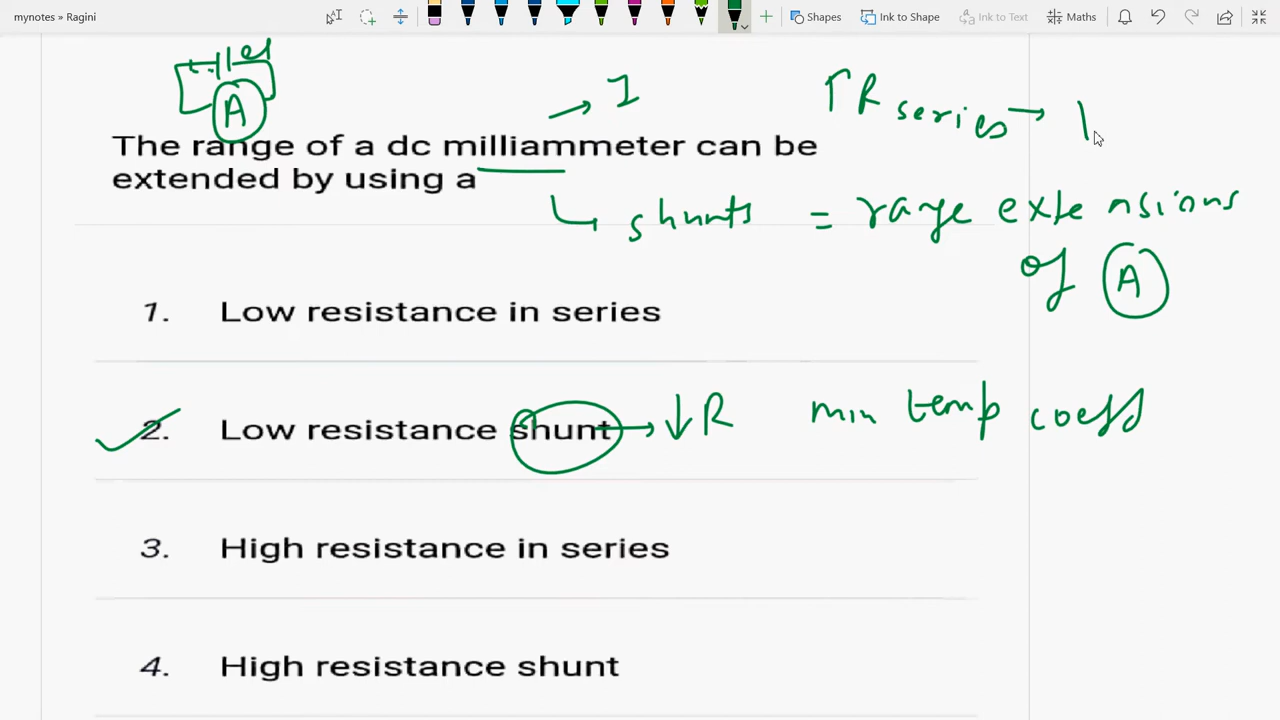 mynotes » Ragini
Shapes Ink to Shape Ink to Text Maths
A
→ I
↑R series →
The range of a dc milliammeter can be
extended by using a
shunts = range extensions
of A
1. Low resistance in series
2. Low resistance shunt → ↓R min temp coeff
3. High resistance in series
4. High resistance shunt